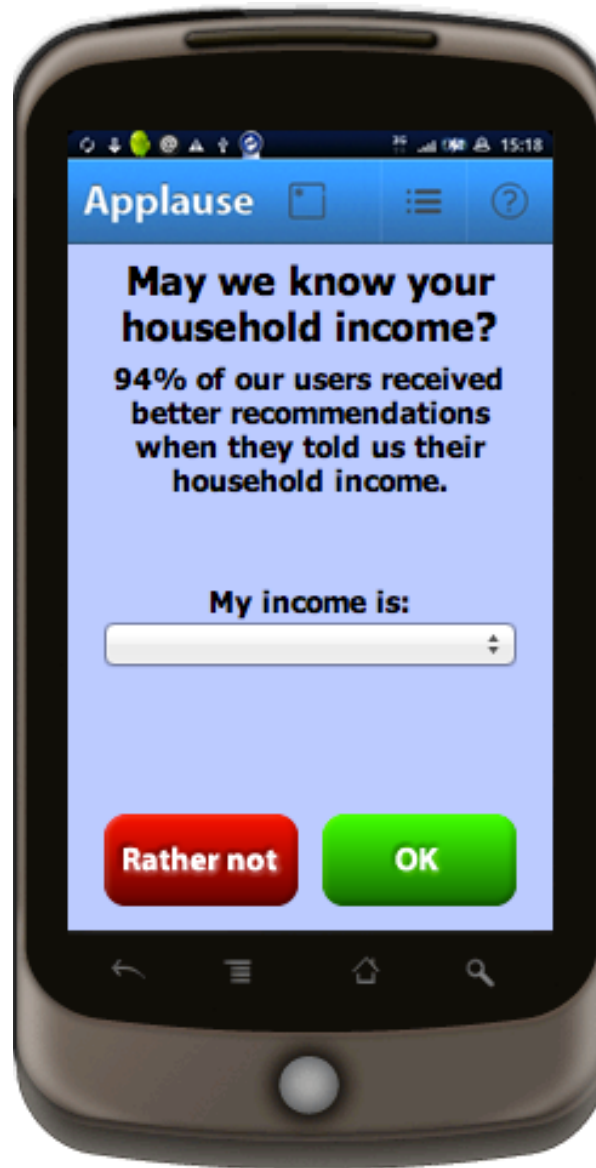 15:18
Applause
May we know your
household income?
94% of our users received
better recommendations
when they told us their
household income.
My income is:
Rather not OK